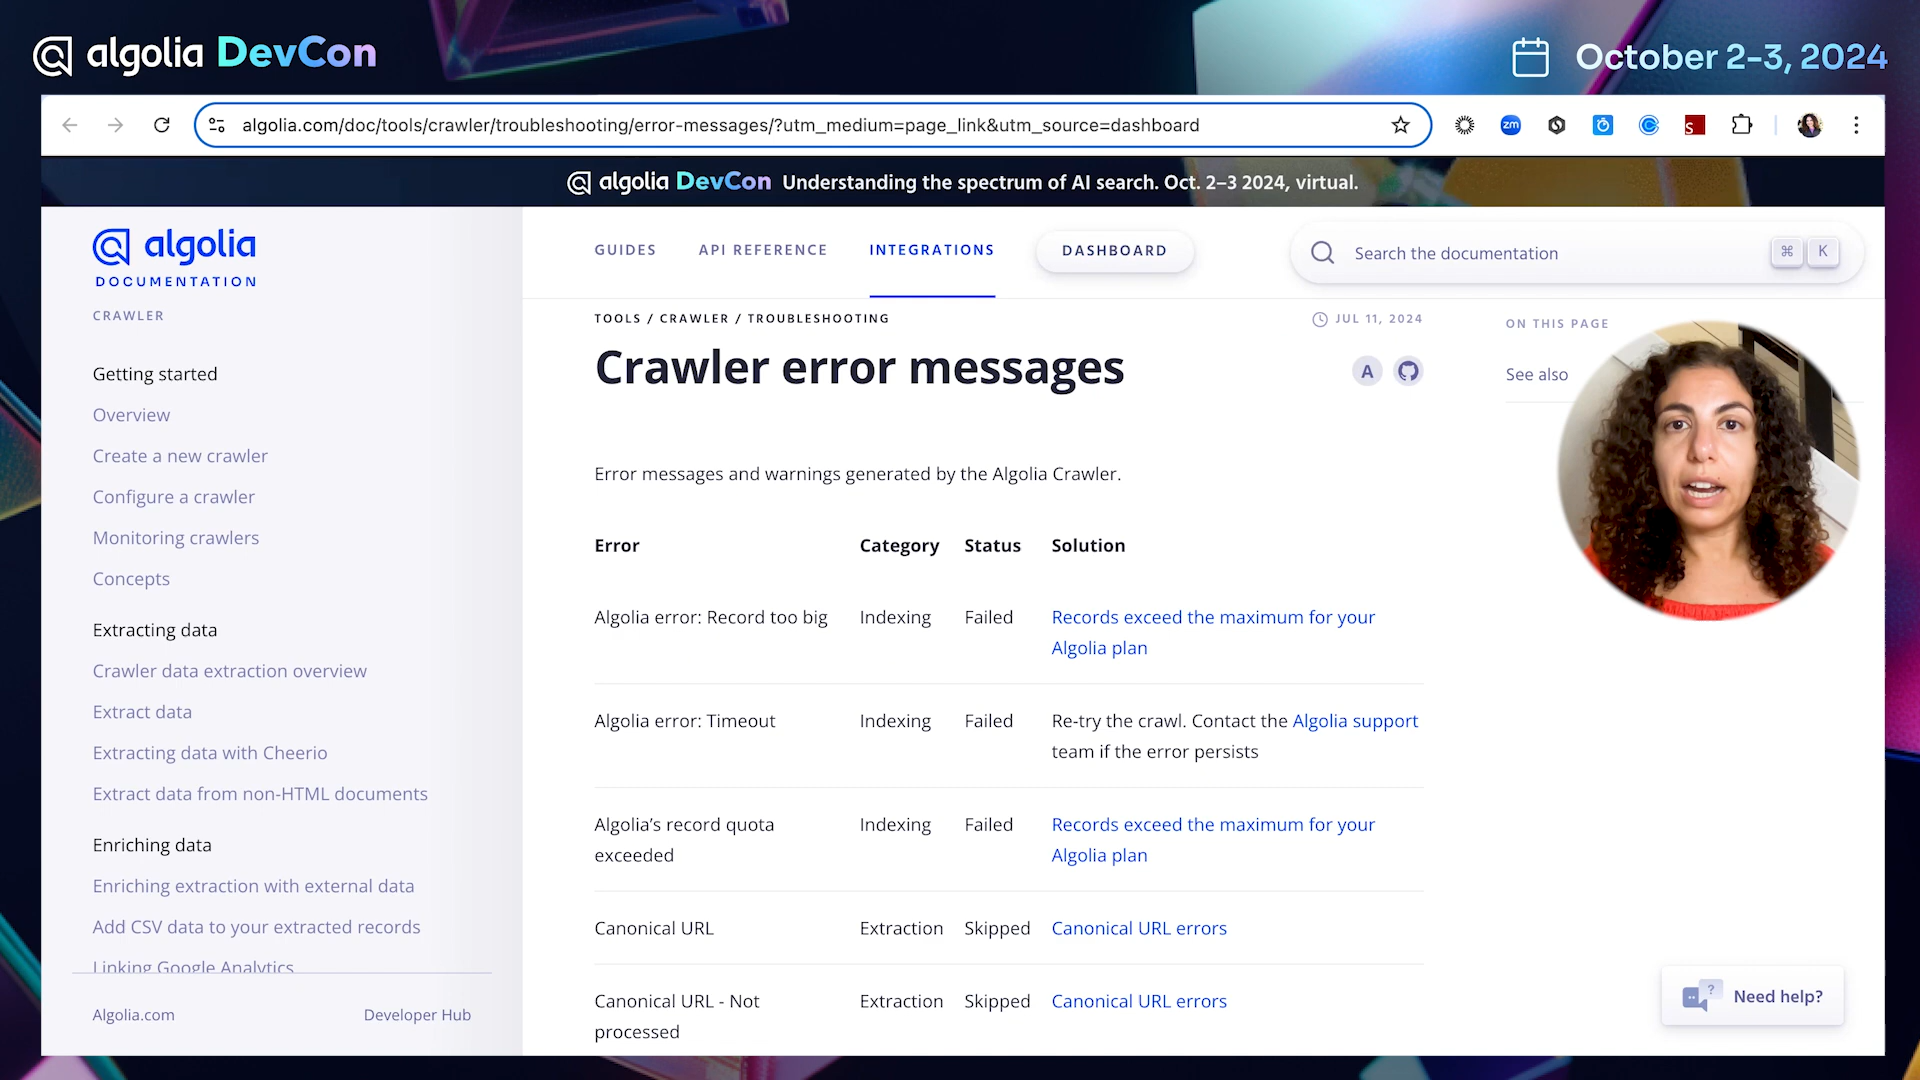 algolia DevCon
October 2-3, 2024
algolia.com/doc/tools/crawler/troubleshooting/error-messages/?utm_medium=page_link&utm_source=dashboard
zm
algolia DevCon Understanding the spectrum of AI search. Oct. 2–3 2024, virtual.
algolia
DOCUMENTATION
GUIDES
API REFERENCE
INTEGRATIONS
DASHBOARD
Search the documentation
⌘ K
CRAWLER
Getting started
Overview
Create a new crawler
Configure a crawler
Monitoring crawlers
Concepts
Extracting data
Crawler data extraction overview
Extract data
Extracting data with Cheerio
Extract data from non-HTML documents
Enriching data
Enriching extraction with external data
Add CSV data to your extracted records
Linking Google Analytics
Algolia.com
Developer Hub
TOOLS / CRAWLER / TROUBLESHOOTING
JUL 11, 2024
Crawler error messages
A
Error messages and warnings generated by the Algolia Crawler.
Error Category Status Solution
Algolia error: Record too big Indexing Failed Records exceed the maximum for your
Algolia plan
Algolia error: Timeout Indexing Failed Re-try the crawl. Contact the Algolia support
team if the error persists
Algolia’s record quota Indexing Failed Records exceed the maximum for your
exceeded Algolia plan
Canonical URL Extraction Skipped Canonical URL errors
Canonical URL - Not Extraction Skipped Canonical URL errors
processed
ON THIS PAGE
See also
Need help?